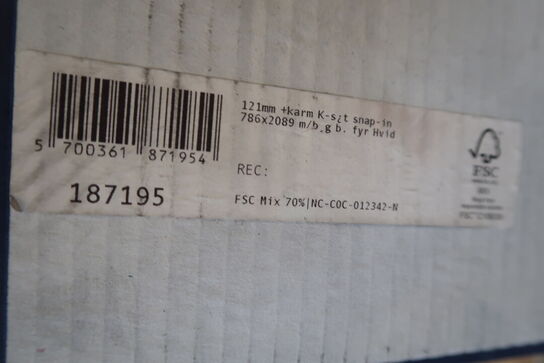 121mm +karm K-s¿t snap-in
786x2089 m/b.g b. fyr Hvid
5 700361 871954
REC:
187195
FSC Mix 70%|NC-COC-012342-N
FSC